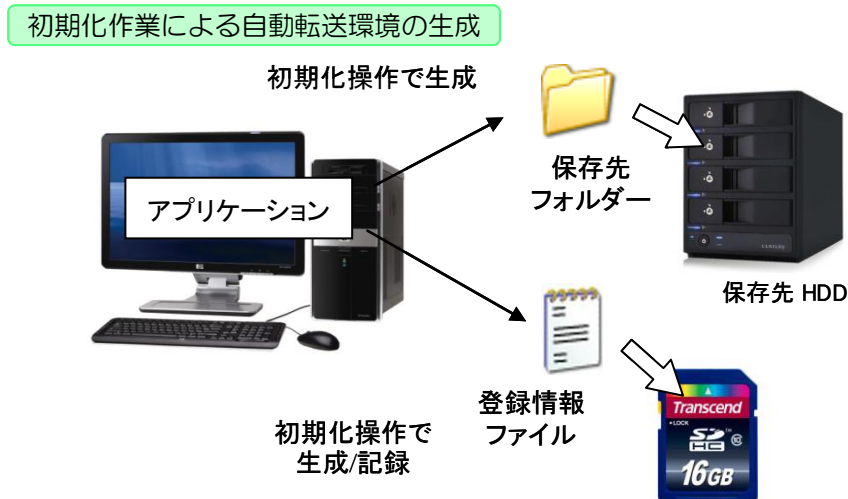 初期化作業による自動転送環境の生成
初期化操作で生成
アプリケーション
保存先
フォルダー
保存先 HDD
登録情報
ファイル
初期化操作で
生成/記録
Transcend
LOCK
SDHC
16GB